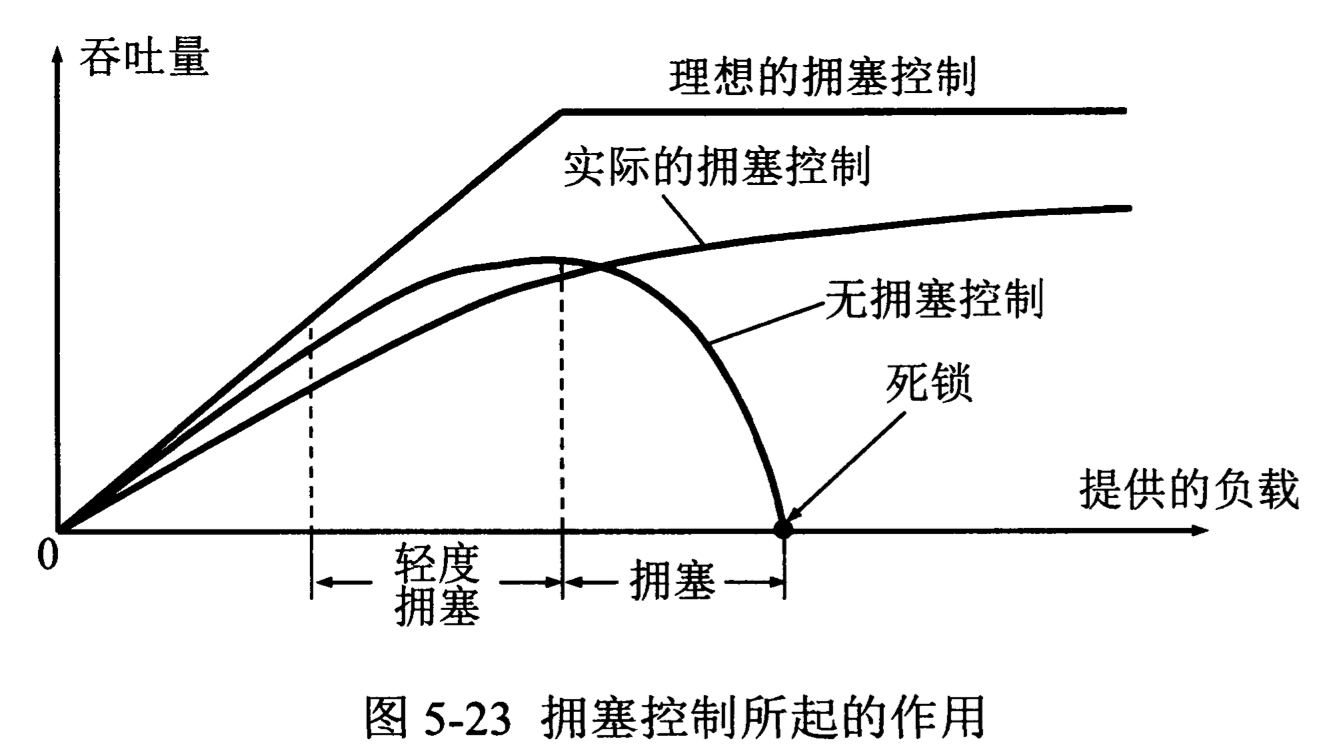 吞吐量
理想的拥塞控制
实际的拥塞控制
无拥塞控制
死锁
提供的负载
0
轻度
拥塞
拥塞
图 5-23 拥塞控制所起的作用